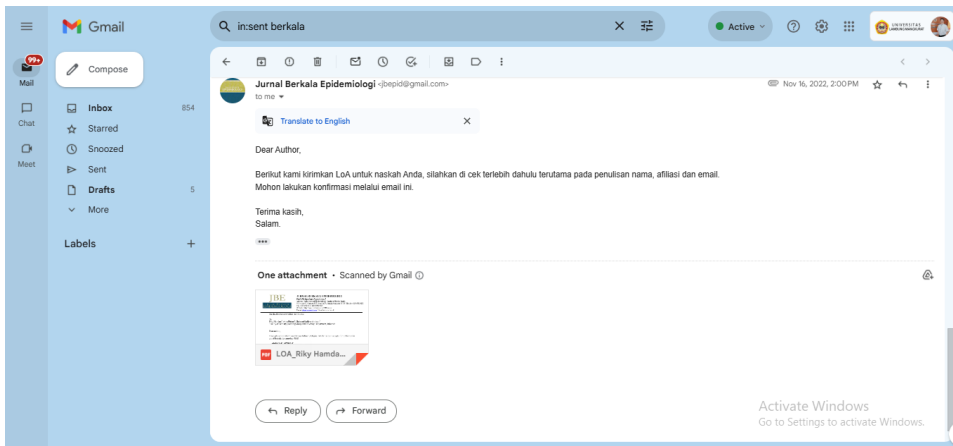 Gmail
in:sent berkala
Active
UNIVERSITAS
LAMBUNG MANGKURAT
99+
Mail
Chat
Meet
Compose
Inbox 854
Starred
Snoozed
Sent
Drafts 5
More
Labels
Jurnal Berkala Epidemiologi <jbepid@gmail.com>
Nov 16, 2022, 2:00 PM
to me
Translate to English
Dear Author,
Berikut kami kirimkan LoA untuk naskah Anda, silahkan di cek terlebih dahulu terutama pada penulisan nama, afiliasi dan email.
Mohon lakukan konfirmasi melalui email ini.
Terima kasih,
Salam.
One attachment • Scanned by Gmail
JBE
PDF LOA_Riky Hamda...
Reply
Forward
Activate Windows
Go to Settings to activate Windows.